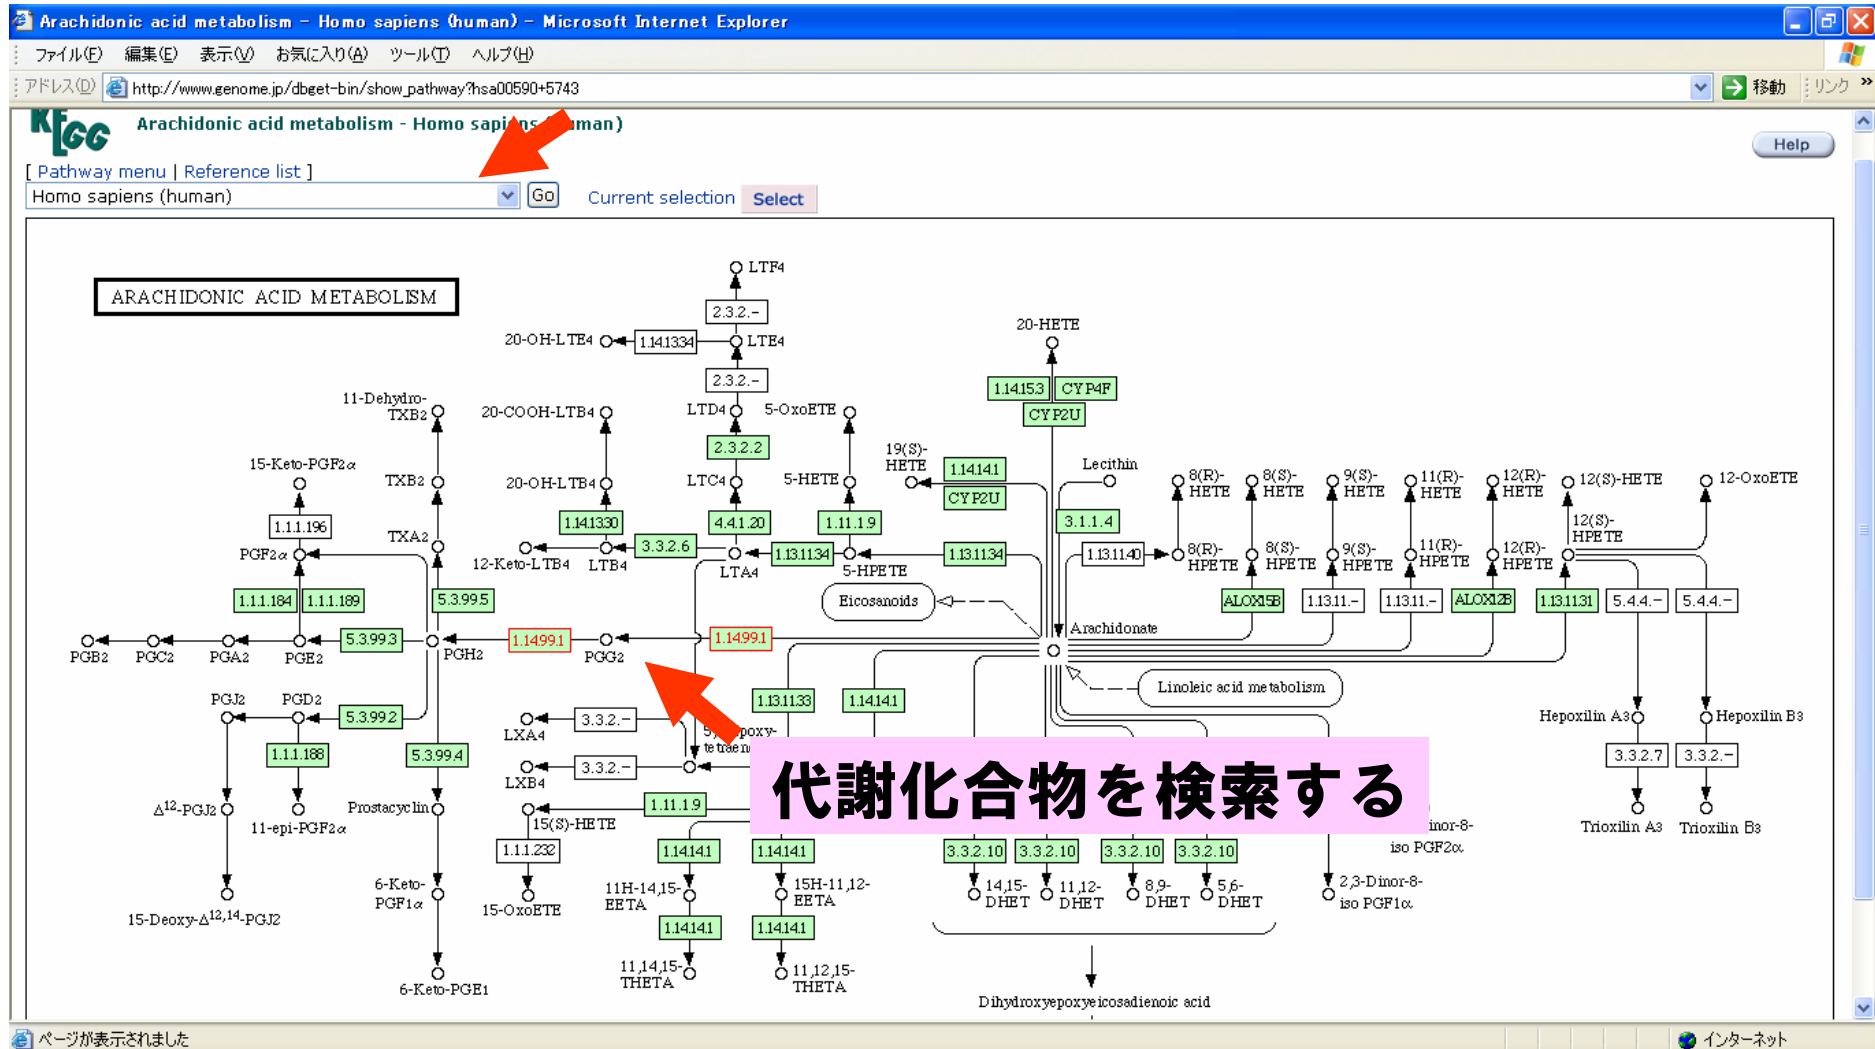 Arachidonic acid metabolism - Homo sapiens (human) - Microsoft Internet Explorer
ファイル(F) 編集(E) 表示(V) お気に入り(A) ツール(T) ヘルプ(H)
アドレス(D) http://www.genome.jp/dbget-bin/show_pathway?hsa00590+5743 移動 リンク »
KEGG Arachidonic acid metabolism - Homo sapiens
Help
[ Pathway menu | Reference list ]
Homo sapiens (human) Go Current selection Select
ARACHIDONIC ACID METABOLISM
LTF4
2.3.2.-
20-OH-LTE4 1.14.13.34 LTE4
20-HETE
2.3.2.-
1.14.15.3 CYP4F
CYP2U
11-Dehydro-
TXB2
20-COOH-LTB4 LTD4 5-OxoETE
2.3.2.2
15-Keto-PGF2α
19(S)-
HETE
1.14.14.1
CYP2U
Lecithin
TXB2 20-OH-LTB4 LTC4 5-HETE
8(R)-
HETE
8(S)-
HETE
9(S)-
HETE
11(R)-
HETE
12(R)-
HETE
12(S)-HETE
12-OxoETE
1.1.1.196
1.14.13.30 4.4.1.20 1.11.1.9 3.1.1.4
12(S)-
HPETE
PGF2α TXA2
12-Keto-LTB4 LTB4 3.3.2.6 LTA4 1.13.11.34 5-HPETE 1.13.11.34 1.13.11.40
8(R)-
HPETE
8(S)-
HPETE
9(S)-
HPETE
11(R)-
HPETE
12(R)-
HPETE
1.1.1.184 1.1.1.189 5.3.99.5 Eicosanoids ALOX15B 1.13.11.- 1.13.11.- ALOX12B 1.13.11.31 5.4.4.- 5.4.4.-
Arachidonate
PGB2 PGC2 PGA2 PGE2 5.3.99.3 PGH2 1.14.99.1 PGG2 1.14.99.1
Linoleic acid metabolism
PGJ2 PGD2 5.3.99.2
1.13.11.33 1.14.14.1
LXA4 3.3.2.-
Hepoxilin A3 Hepoxilin B3
1.1.1.188 5.3.99.4
LXB4 3.3.2.-
3.3.2.7 3.3.2.-
代謝化合物を検索する
Δ12-PGJ2 11-epi-PGF2α Prostacyclin
1.11.1.9
15(S)-HETE
Trioxilin A3 Trioxilin B3
inor-8-
iso PGF2α
1.1.1.232 1.14.14.1 1.14.14.1 3.3.2.10 3.3.2.10 3.3.2.10 3.3.2.10
15-Deoxy-Δ12,14-PGJ2
6-Keto-
PGF1α
15-OxoETE
11H-14,15-
EETA
15H-11,12-
EETA
14,15-
DHET
11,12-
DHET
8,9-
DHET
5,6-
DHET
2,3-Dinor-8-
iso PGF1α
1.14.14.1 1.14.14.1
6-Keto-PGE1
11,14,15-
THETA
11,12,15-
THETA
Dihydroxyepoxyeicosadienoic acid
ページが表示されました インターネット